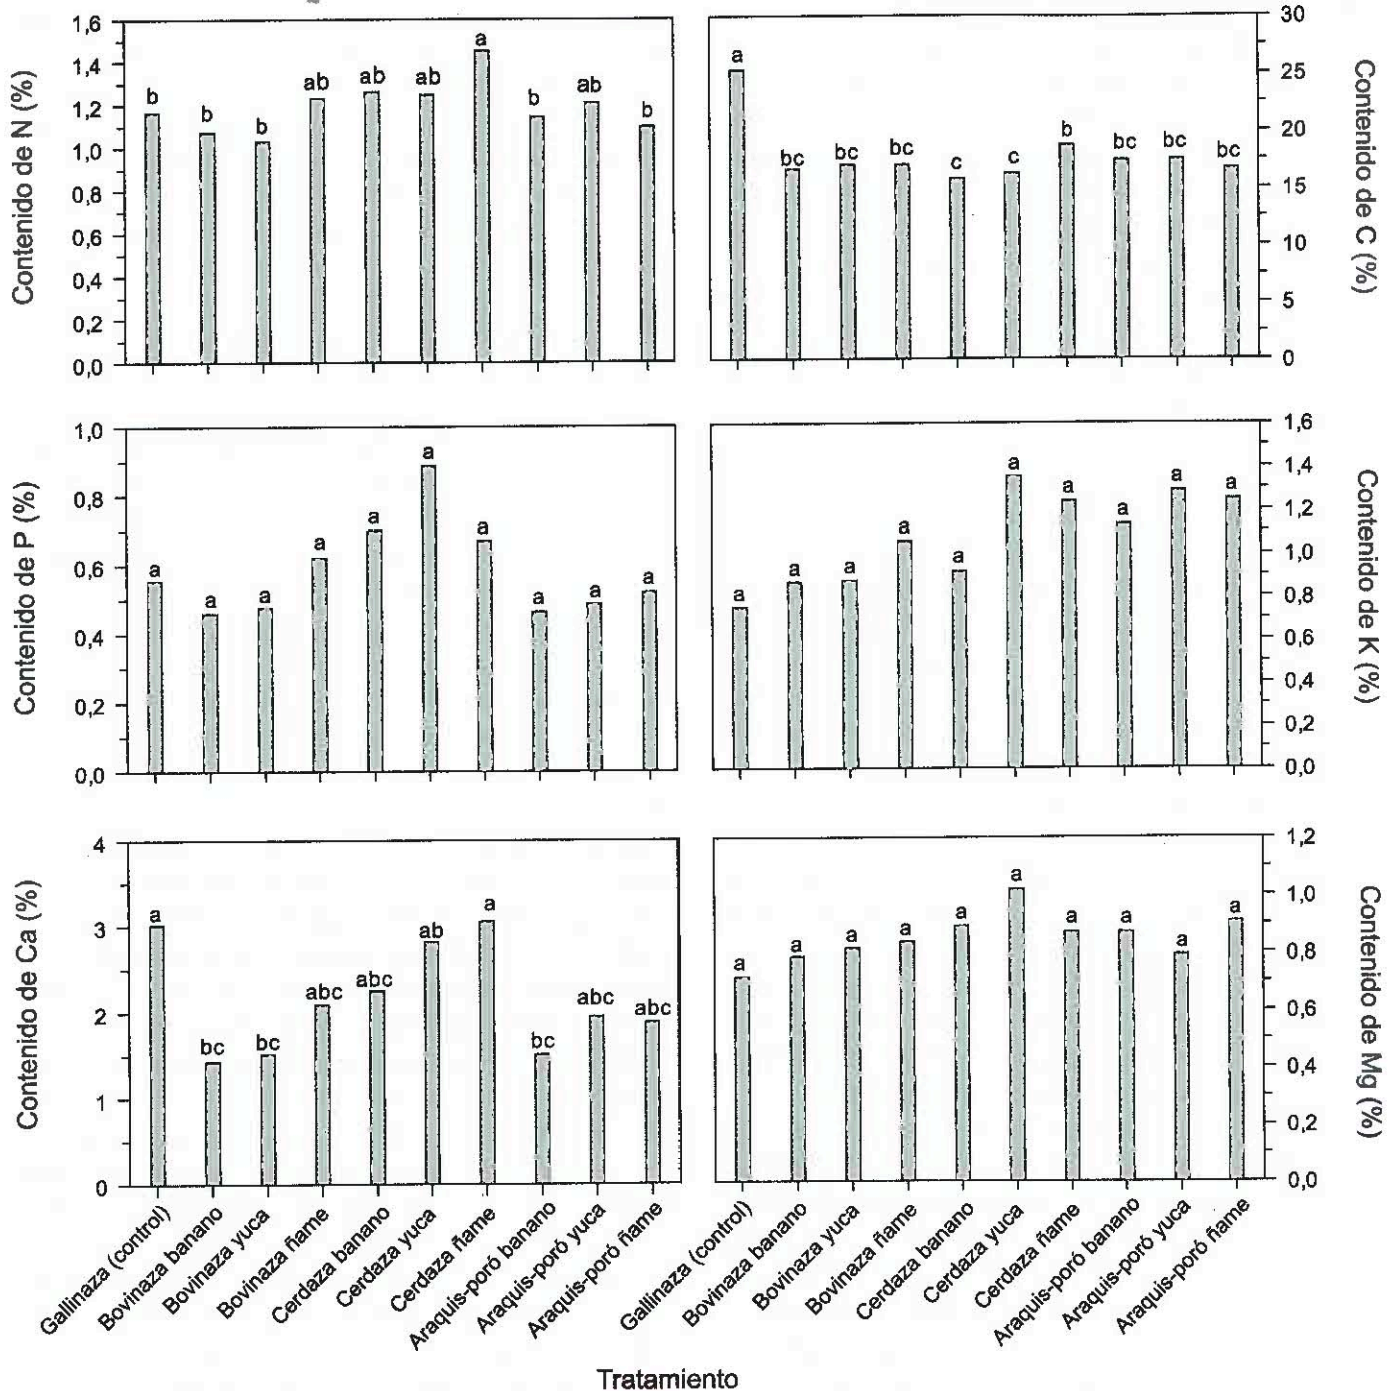 Contenido de N (%)
1,6
1,4
1,2
1,0
0,8
0,6
0,4
0,2
0,0
b b b ab ab ab a b ab b
Contenido de C (%)
30
25
20
15
10
5
0
a bc bc bc c c b bc bc bc
Contenido de P (%)
1,0
0,8
0,6
0,4
0,2
0,0
a a a a a a a a a a
Contenido de K (%)
1,6
1,4
1,2
1,0
0,8
0,6
0,4
0,2
0,0
a a a a a a a a a a
Contenido de Ca (%)
4
3
2
1
0
a bc bc abc abc ab a bc abc abc
Contenido de Mg (%)
1,2
1,0
0,8
0,6
0,4
0,2
0,0
a a a a a a a a a a
Gallinaza (control)
Bovinaza banano
Bovinaza yuca
Bovinaza ñame
Cerdaza banano
Cerdaza yuca
Cerdaza ñame
Araquis-poró banano
Araquis-poró yuca
Araquis-poró ñame
Gallinaza (control)
Bovinaza banano
Bovinaza yuca
Bovinaza ñame
Cerdaza banano
Cerdaza yuca
Cerdaza ñame
Araquis-poró banano
Araquis-poró yuca
Araquis-poró ñame
Tratamiento